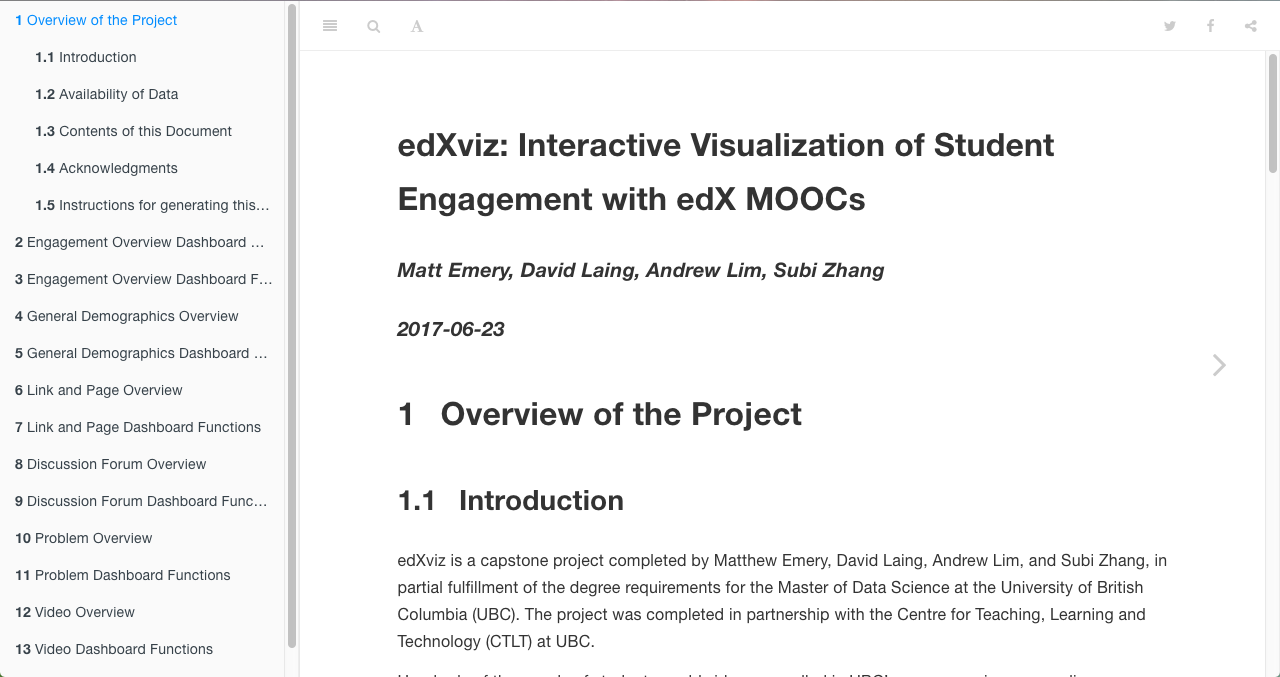 1 Overview of the Project
1.1 Introduction
1.2 Availability of Data
1.3 Contents of this Document
1.4 Acknowledgments
1.5 Instructions for generating this...
2 Engagement Overview Dashboard ...
3 Engagement Overview Dashboard F...
4 General Demographics Overview
5 General Demographics Dashboard ...
6 Link and Page Overview
7 Link and Page Dashboard Functions
8 Discussion Forum Overview
9 Discussion Forum Dashboard Func...
10 Problem Overview
11 Problem Dashboard Functions
12 Video Overview
13 Video Dashboard Functions
A
edXviz: Interactive Visualization of Student
Engagement with edX MOOCs
Matt Emery, David Laing, Andrew Lim, Subi Zhang
2017-06-23
1 Overview of the Project
1.1 Introduction
edXviz is a capstone project completed by Matthew Emery, David Laing, Andrew Lim, and Subi Zhang, in
partial fulfillment of the degree requirements for the Master of Data Science at the University of British
Columbia (UBC). The project was completed in partnership with the Centre for Teaching, Learning and
Technology (CTLT) at UBC.